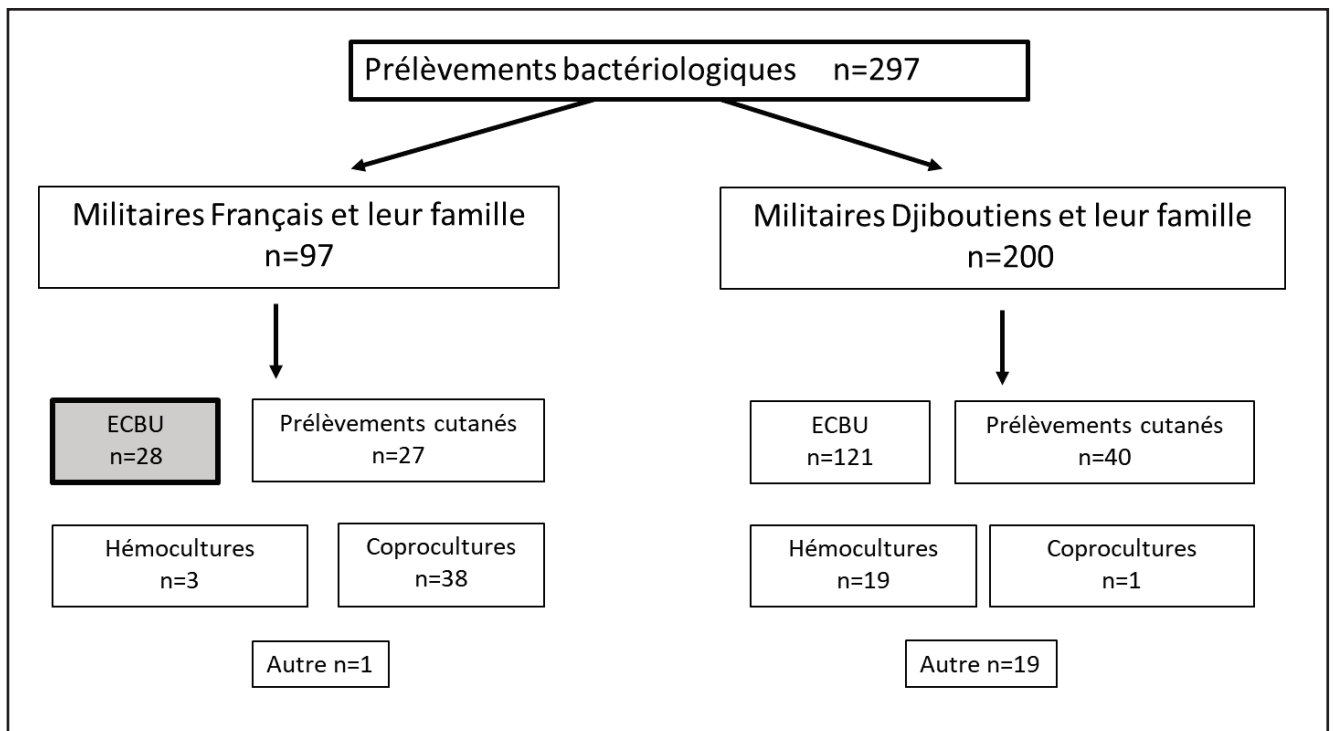 Prélèvements bactériologiques n=297
Militaires Français et leur famille
n=97
Militaires Djiboutiens et leur famille
n=200
ECBU
n=28
Prélèvements cutanés
n=27
ECBU
n=121
Prélèvements cutanés
n=40
Hémocultures
n=3
Coprocultures
n=38
Hémocultures
n=19
Coprocultures
n=1
Autre n=1
Autre n=19